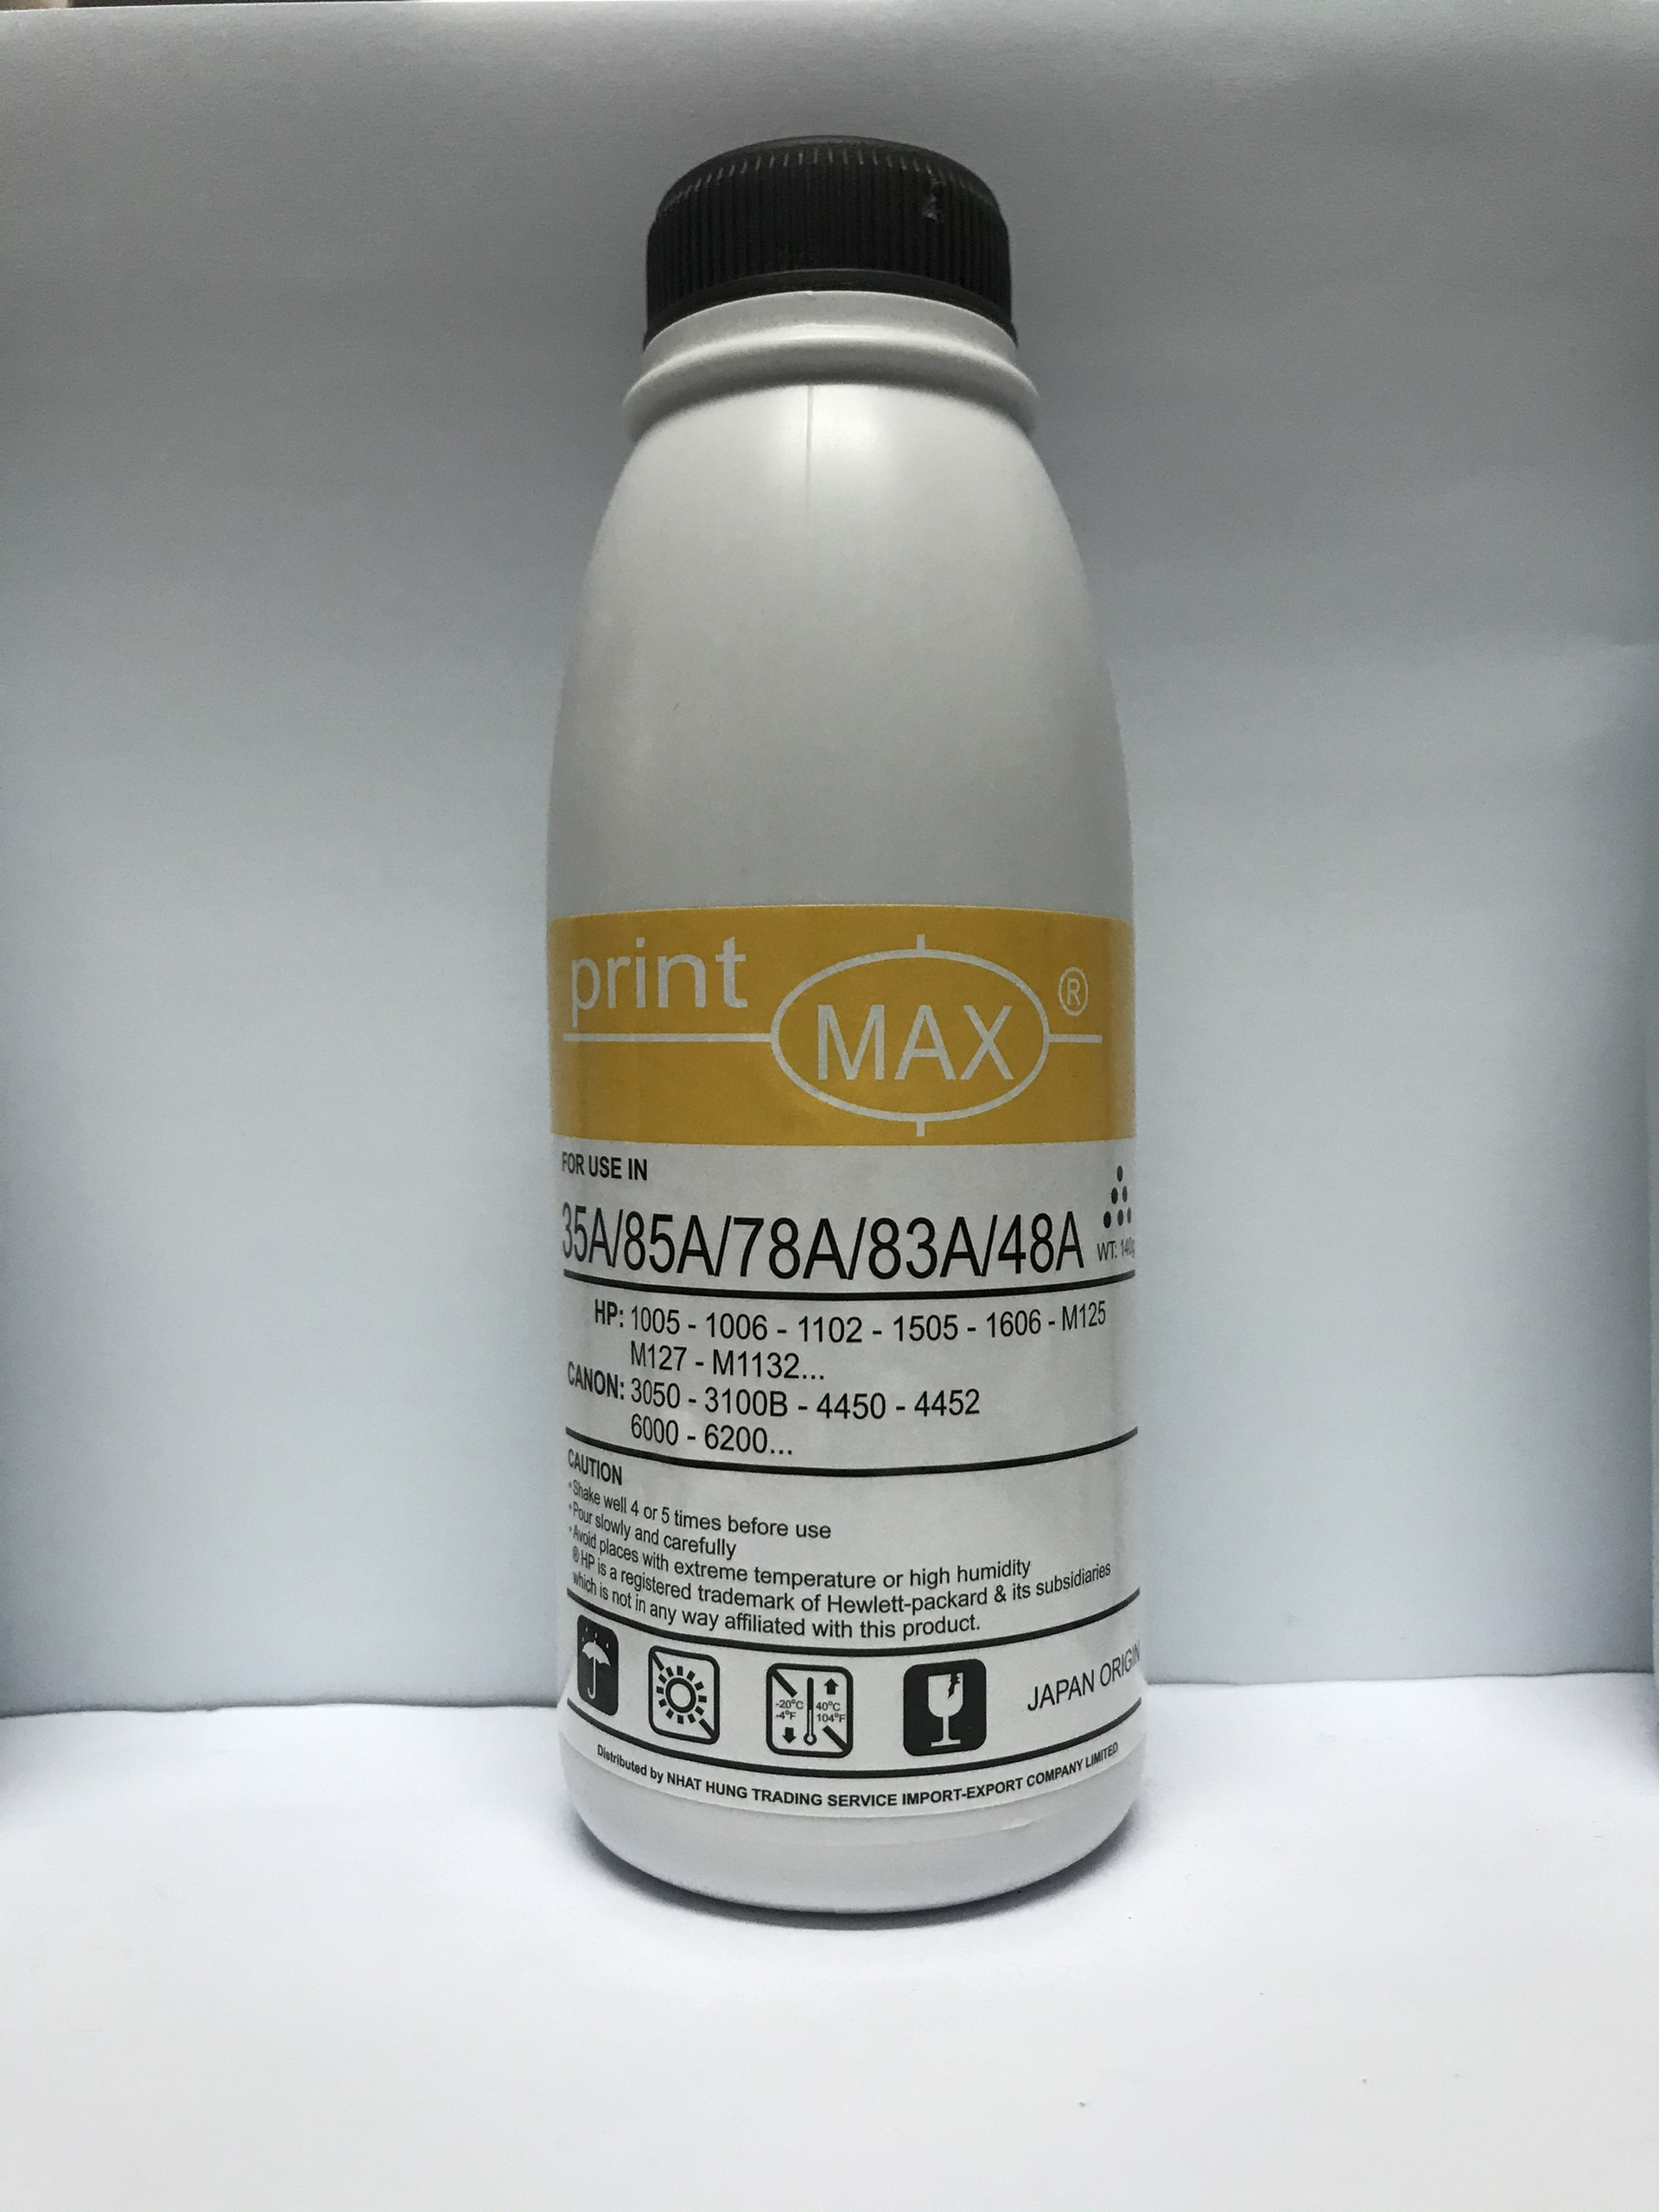 print
MAX ®
FOR USE IN
35A/85A/78A/83A/48A
WT: 140g
HP: 1005 - 1006 - 1102 - 1505 - 1606 - M125
M127 - M1132...
CANON: 3050 - 3100B - 4450 - 4452
6000 - 6200...
CAUTION
*Shake well 4 or 5 times before use
*Pour slowly and carefully
*Avoid places with extreme temperature or high humidity
®HP is a registered trademark of Hewlett-packard & its subsidiaries
which is not in any way affiliated with this product.
-20°C 40°C
-4°F 104°F
JAPAN ORIGIN
Distributed by NHAT HUNG TRADING SERVICE IMPORT-EXPORT COMPANY LIMITED